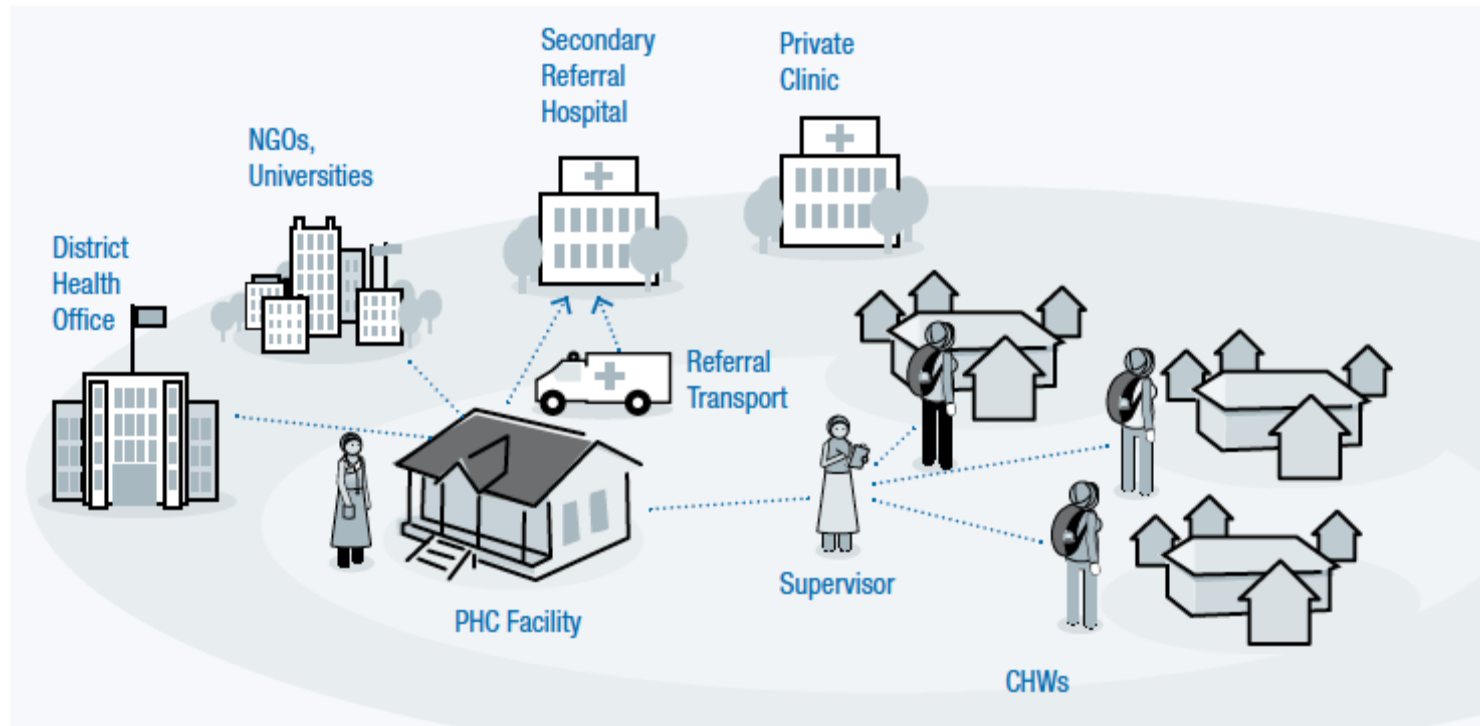 Secondary
Referral
Hospital
Private
Clinic
NGOs,
Universities
District
Health
Office
Referral
Transport
Supervisor
PHC Facility
CHWs